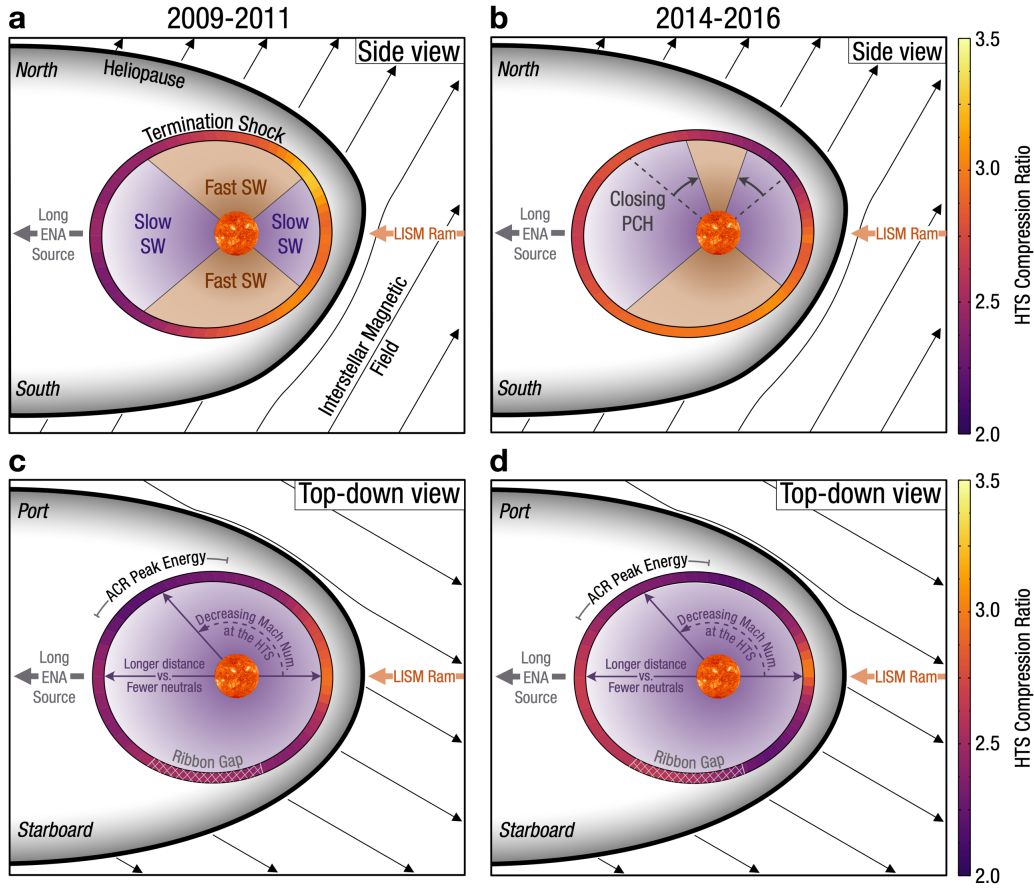 a
2009-2011
Side view
North
Heliopause
Termination Shock
Fast SW
Slow
SW
Slow
SW
Fast SW
Long
ENA
Source
LISM Ram
Interstellar Magnetic
Field
South
b
2014-2016
Side view
North
Closing
PCH
Long
ENA
Source
LISM Ram
South
3.5
3.0
2.5
2.0
HTS Compression Ratio
c
Top-down view
Port
ACR Peak Energy
Decreasing Mach Num.
at the HTS
Longer distance
vs.
Fewer neutrals
Long
ENA
Source
LISM Ram
Ribbon Gap
Starboard
d
Top-down view
Port
ACR Peak Energy
Decreasing Mach Num.
at the HTS
Longer distance
vs.
Fewer neutrals
Long
ENA
Source
LISM Ram
Ribbon Gap
Starboard
3.5
3.0
2.5
2.0
HTS Compression Ratio